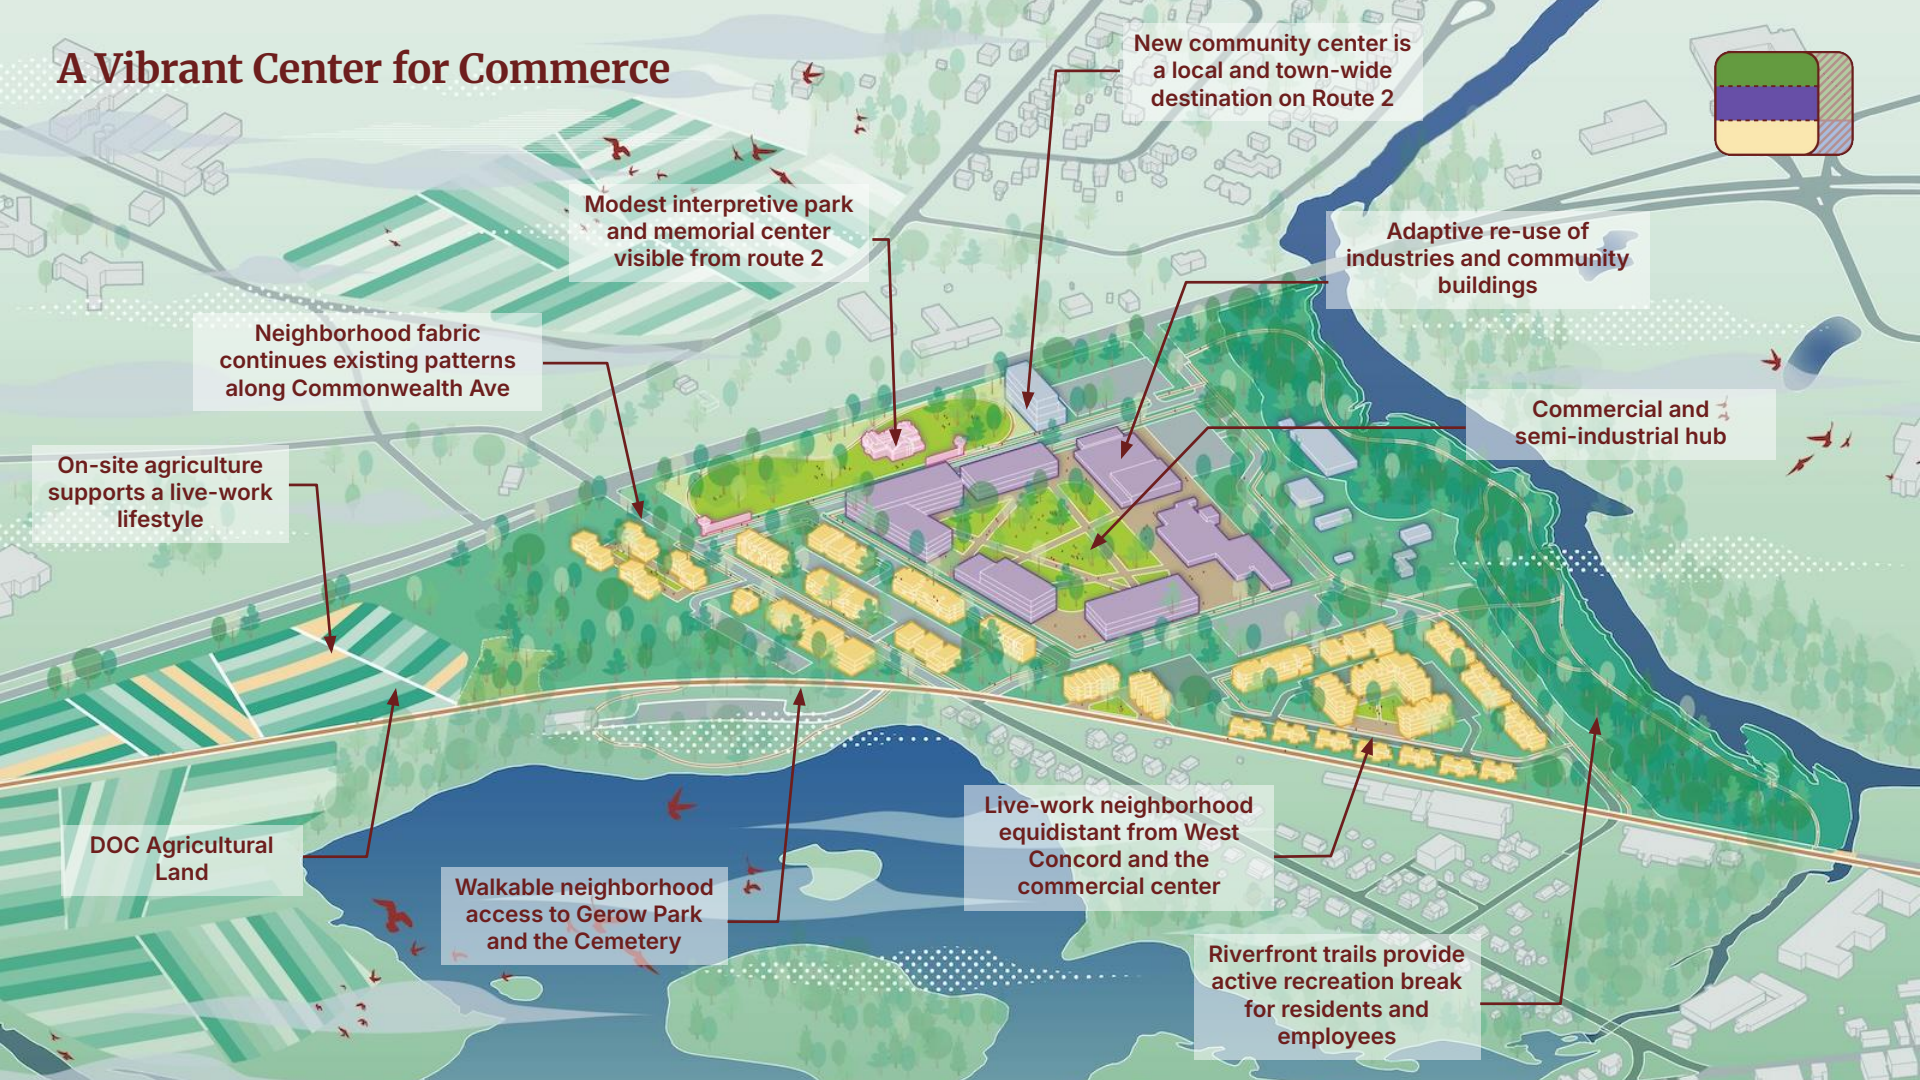 A Vibrant Center for Commerce
New community center is
a local and town-wide
destination on Route 2
Modest interpretive park
and memorial center
visible from route 2
Adaptive re-use of
industries and community
buildings
Neighborhood fabric
continues existing patterns
along Commonwealth Ave
Commercial and
semi-industrial hub
On-site agriculture
supports a live-work
lifestyle
DOC Agricultural
Land
Walkable neighborhood
access to Gerow Park
and the Cemetery
Live-work neighborhood
equidistant from West
Concord and the
commercial center
Riverfront trails provide
active recreation break
for residents and
employees